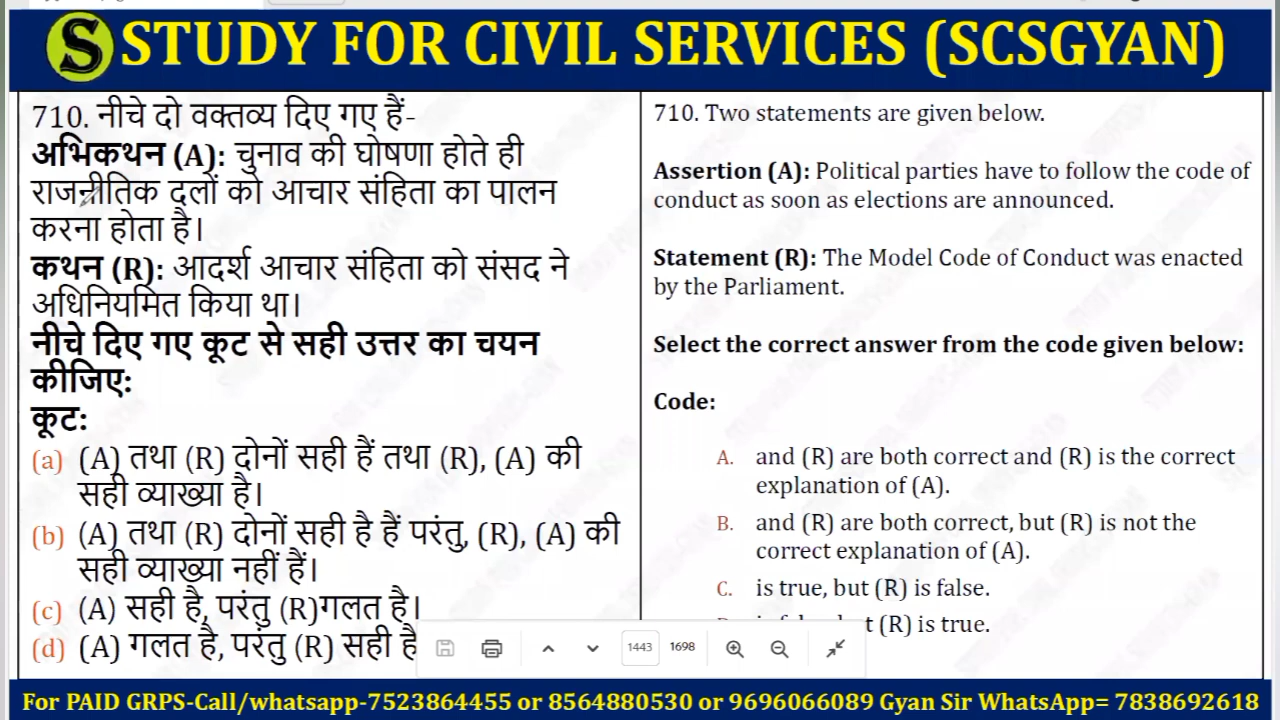 STUDY FOR CIVIL SERVICES (SCSGYAN)
710. नीचे दो वक्तव्य दिए गए हैं-
अभिकथन (A): चुनाव की घोषणा होते ही
राजनीतिक दलों को आचार संहिता का पालन
करना होता है।
कथन (R): आदर्श आचार संहिता को संसद ने
अधिनियमित किया था।
नीचे दिए गए कूट से सही उत्तर का चयन
कीजिए:
कूट:
(a) (A) तथा (R) दोनों सही हैं तथा (R), (A) की
सही व्याख्या है।
(b) (A) तथा (R) दोनों सही है हैं परंतु, (R), (A) की
सही व्याख्या नहीं हैं।
(c) (A) सही है, परंतु (R)गलत है।
(d) (A) गलत है, परंतु (R) सही है
710. Two statements are given below.
Assertion (A): Political parties have to follow the code of
conduct as soon as elections are announced.
Statement (R): The Model Code of Conduct was enacted
by the Parliament.
Select the correct answer from the code given below:
Code:
A. and (R) are both correct and (R) is the correct
explanation of (A).
B. and (R) are both correct, but (R) is not the
correct explanation of (A).
C. is true, but (R) is false.
(R) is true.
1443 1698
For PAID GRPS-Call/whatsapp-7523864455 or 8564880530 or 9696066089 Gyan Sir WhatsApp= 7838692618